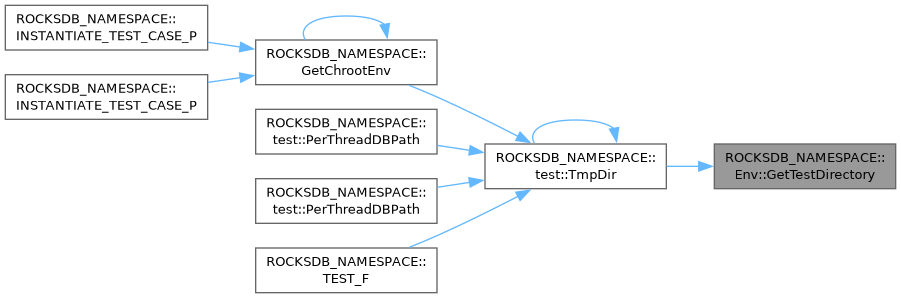 ROCKSDB_NAMESPACE::
INSTANTIATE_TEST_CASE_P
ROCKSDB_NAMESPACE::
INSTANTIATE_TEST_CASE_P
ROCKSDB_NAMESPACE::
GetChrootEnv
ROCKSDB_NAMESPACE::
test::PerThreadDBPath
ROCKSDB_NAMESPACE::
test::PerThreadDBPath
ROCKSDB_NAMESPACE::
TEST_F
ROCKSDB_NAMESPACE::
test::TmpDir
ROCKSDB_NAMESPACE::
Env::GetTestDirectory